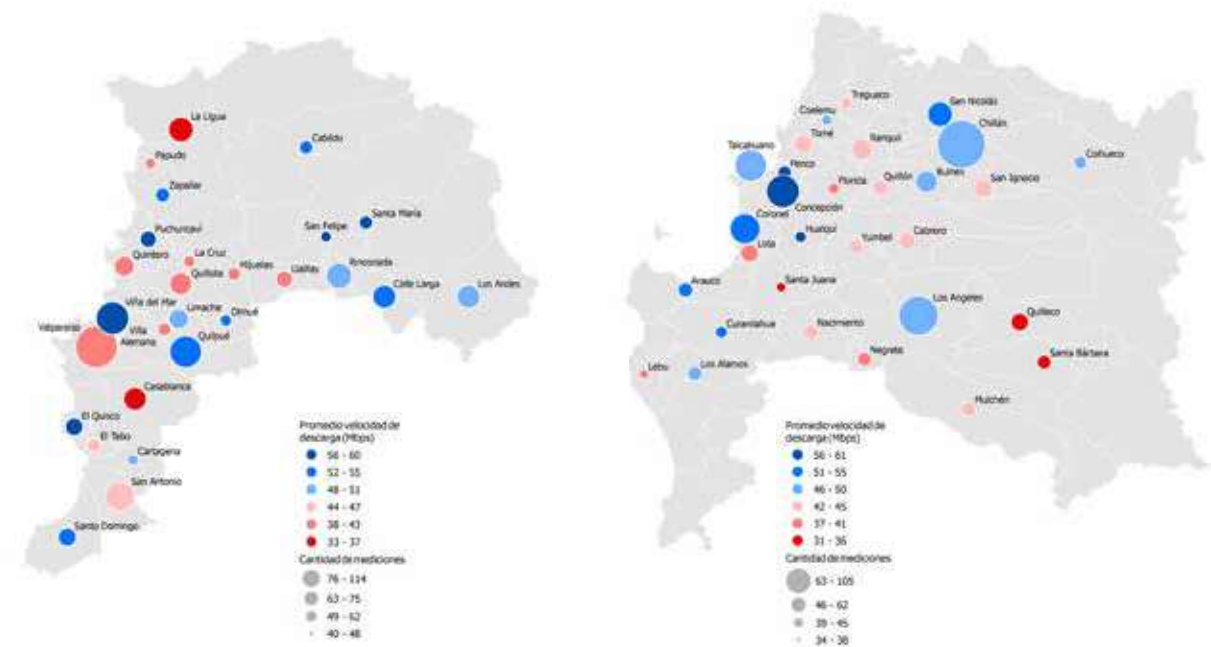 La Ligua
Cabildo
Papudo
Zapallar
Santa María
Puchuncaví
San Felipe
Quintero
La Cruz
Hijuelas
Llaillay
Rinconada
Quillota
Calle Larga
Los Andes
Viña del Mar
Limache
Olmué
Valparaíso
Villa
Alemana
Quilpué
Casablanca
El Quisco
El Tabo
Cartagena
San Antonio
Santo Domingo
Promedio velocidad de
descarga (Mbps)
56 - 60
52 - 55
48 - 51
44 - 47
38 - 43
33 - 37
Cantidad de mediciones
76 - 114
63 - 75
49 - 62
40 - 48
Treguaco
San Nicolás
Coelemu
Chillán
Tomé
Ranquil
Talcahuano
Coihueco
Penco
Florida
Quillón
Bulnes
San Ignacio
Concepción
Coronel
Hualqui
Cabrero
Lota
Yumbel
Arauco
Santa Juana
Los Angeles
Quilleco
Curanilahue
Nacimiento
Negrete
Santa Bárbara
Lebu
Los Alamos
Mulchén
Promedio velocidad de
descarga (Mbps)
56 - 61
51 - 55
46 - 50
42 - 45
37 - 41
31 - 36
Cantidad de mediciones
63 - 105
46 - 62
39 - 45
34 - 38